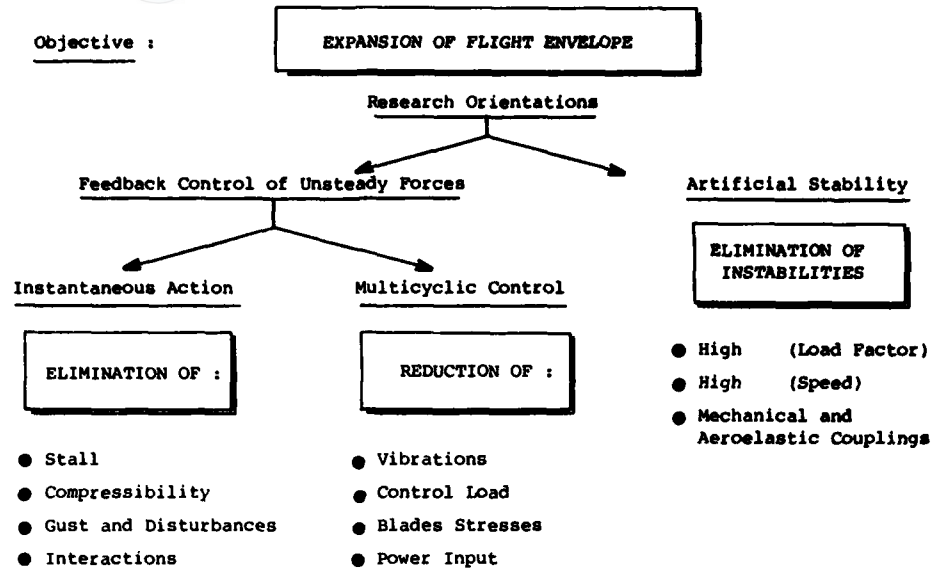 Objective :
EXPANSION OF FLIGHT ENVELOPE
Research Orientations
Feedback Control of Unsteady Forces
Artificial Stability
ELIMINATION OF
INSTABILITIES
Instantaneous Action
Multicyclic Control
ELIMINATION OF :
REDUCTION OF :
● High (Load Factor)
● High (Speed)
● Mechanical and
Aeroelastic Couplings
● Stall
● Compressibility
● Gust and Disturbances
● Interactions
● Vibrations
● Control Load
● Blades Stresses
● Power Input